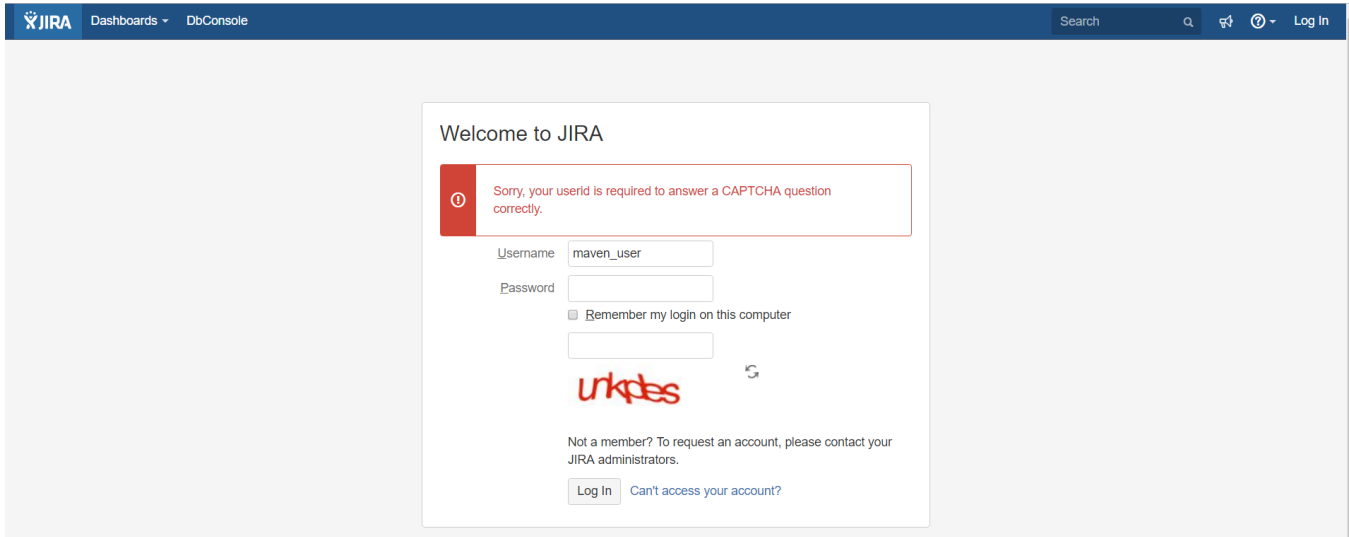 JIRA Dashboards DbConsole Search Log In
Welcome to JIRA
Sorry, your userid is required to answer a CAPTCHA question
correctly.
Username maven_user
Password
Remember my login on this computer
Not a member? To request an account, please contact your
JIRA administrators.
Log In Can't access your account?